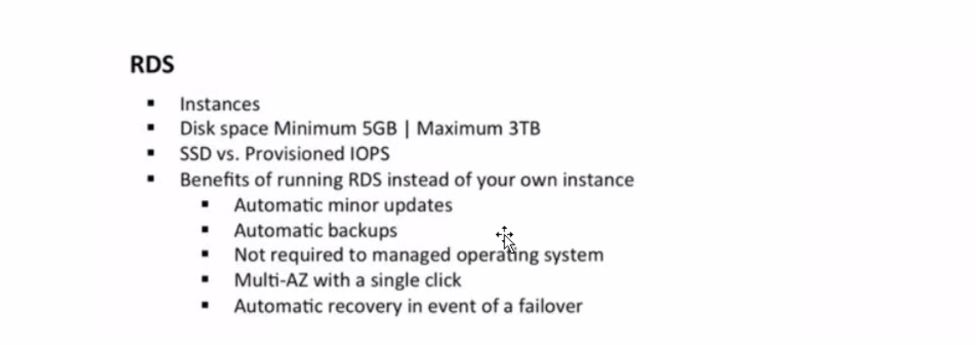 RDS
▪ Instances
▪ Disk space Minimum 5GB | Maximum 3TB
▪ SSD vs. Provisioned IOPS
▪ Benefits of running RDS instead of your own instance
▪ Automatic minor updates
▪ Automatic backups
▪ Not required to managed operating system
▪ Multi-AZ with a single click
▪ Automatic recovery in event of a failover